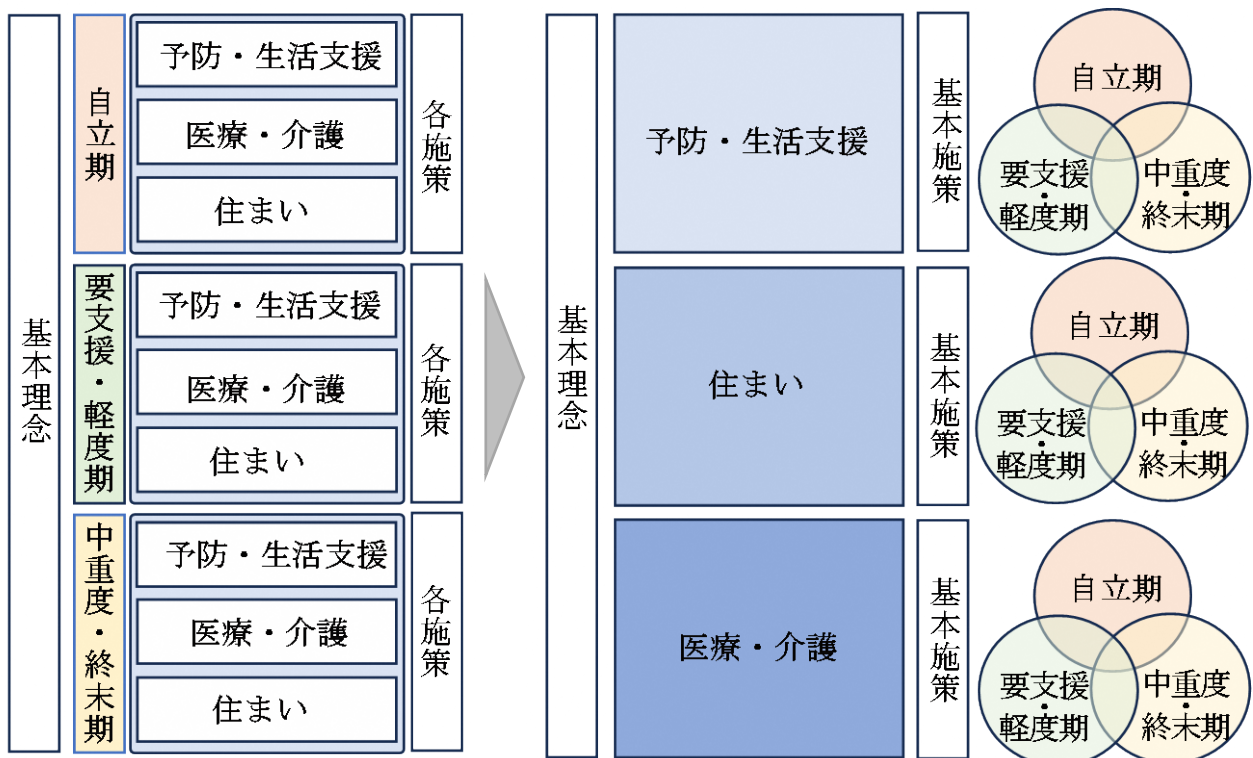 基本理念
自立期
予防・生活支援
医療・介護
住まい
各施策
要支援・軽度期
予防・生活支援
医療・介護
住まい
各施策
中重度・終末期
予防・生活支援
医療・介護
住まい
各施策
基本理念
予防・生活支援
基本施策
自立期
要支援
・
軽度期
中重度
・
終末期
住まい
基本施策
自立期
要支援
・
軽度期
中重度
・
終末期
医療・介護
基本施策
自立期
要支援
・
軽度期
中重度
・
終末期